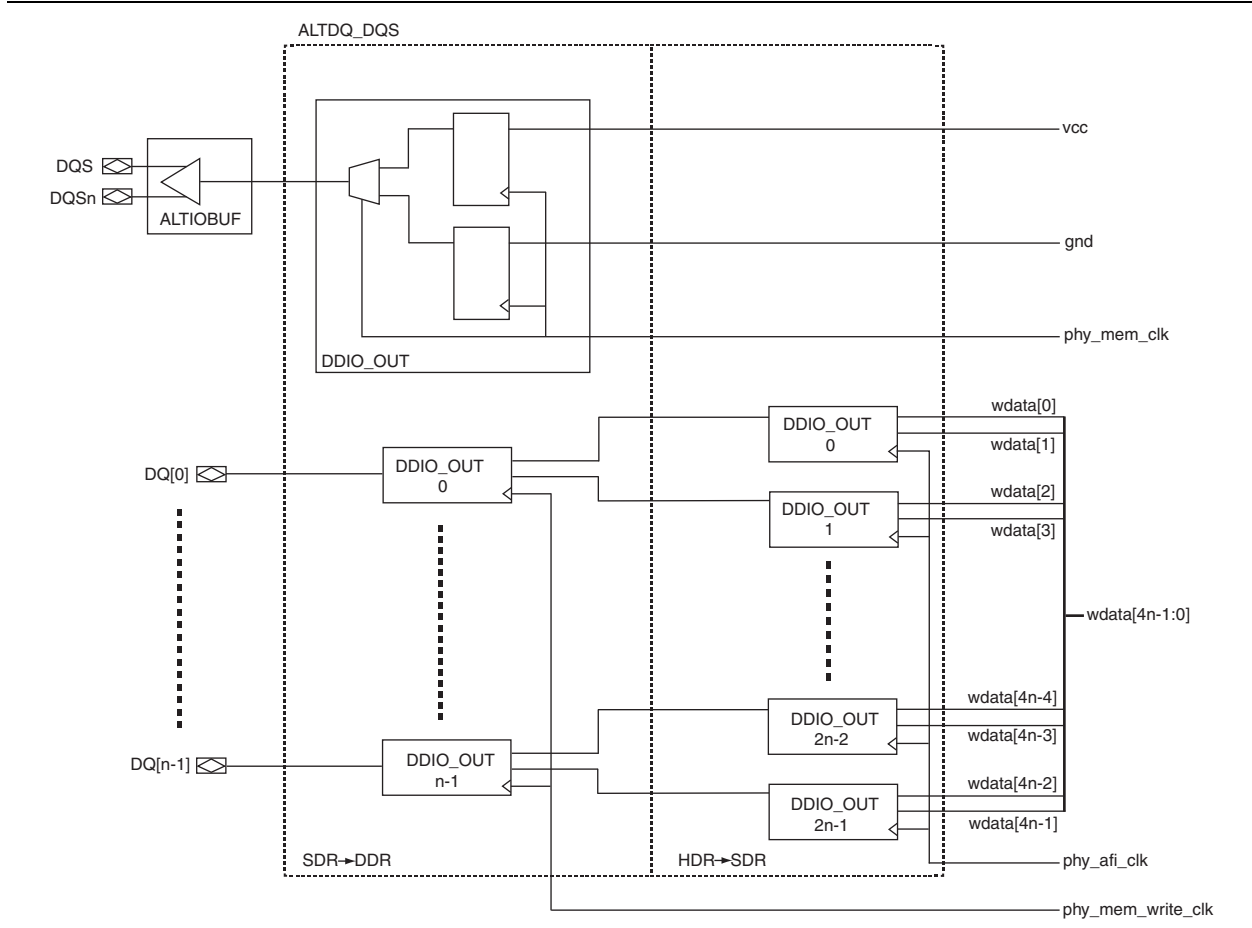 ALTDQ_DQS
vcc
DQS
DQSn
ALTIOBUF
gnd
phy_mem_clk
DDIO_OUT
wdata[0]
DDIO_OUT
0
wdata[1]
DQ[0]
DDIO_OUT
0
wdata[2]
DDIO_OUT
1
wdata[3]
wdata[4n-1:0]
wdata[4n-4]
DDIO_OUT
2n-2
wdata[4n-3]
DQ[n-1]
DDIO_OUT
n-1
wdata[4n-2]
DDIO_OUT
2n-1
wdata[4n-1]
SDR→DDR
HDR→SDR
phy_afi_clk
phy_mem_write_clk